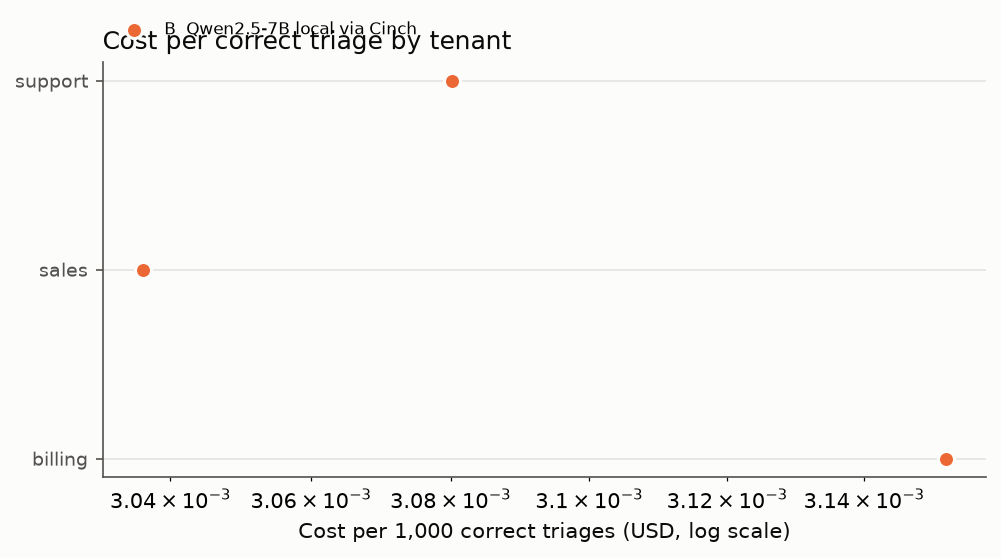 B  Qwen2.5-7B local via Cinch
Cost per correct triage by tenant
support
sales
billing
3.04 × 10⁻³ 3.06 × 10⁻³ 3.08 × 10⁻³ 3.1 × 10⁻³ 3.12 × 10⁻³ 3.14 × 10⁻³
Cost per 1,000 correct triages (USD, log scale)